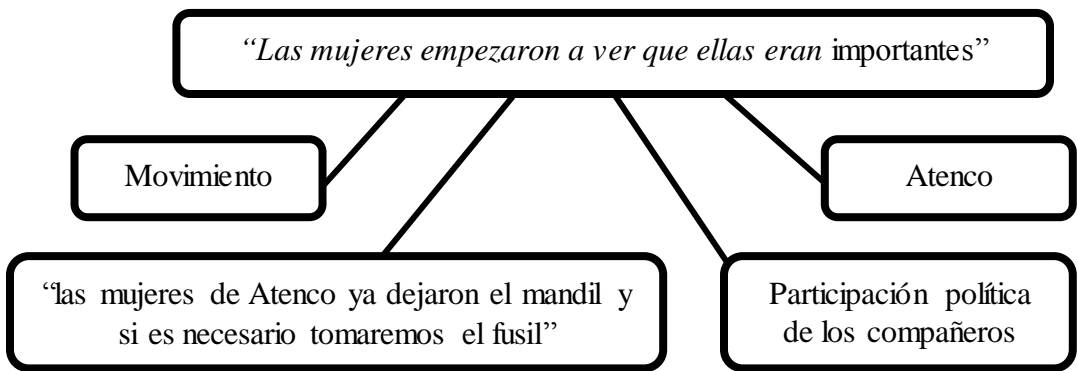 “Las mujeres empezaron a ver que ellas eran importantes”
Movimiento
Atenco
“las mujeres de Atenco ya dejaron el mandil y
si es necesario tomaremos el fusil”
Participación política
de los compañeros